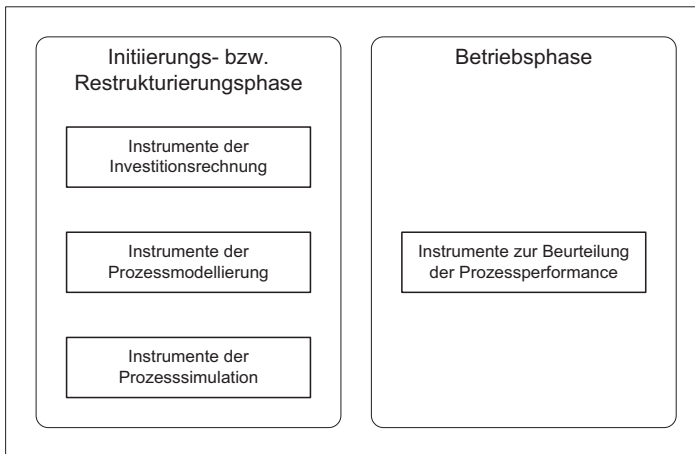 Initiierungs- bzw.
Restrukturierungsphase
Instrumente der
Investitionsrechnung
Instrumente der
Prozessmodellierung
Instrumente der
Prozesssimulation
Betriebsphase
Instrumente zur Beurteilung
der Prozessperformance